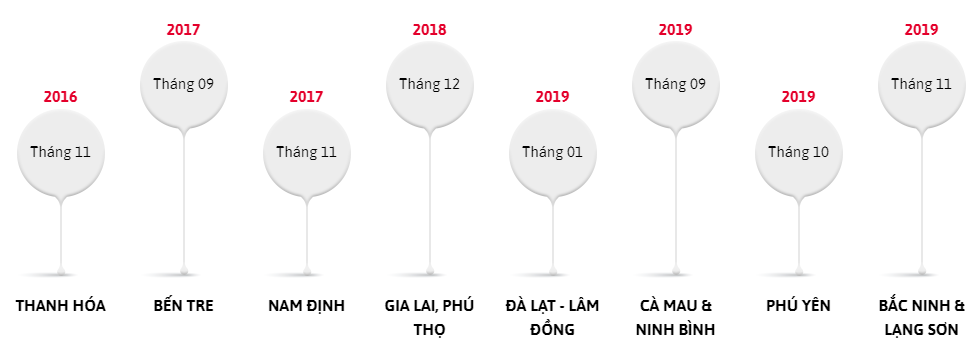 2016
Tháng 11
THANH HÓA
2017
Tháng 09
BẾN TRE
2017
Tháng 11
NAM ĐỊNH
2018
Tháng 12
GIA LAI, PHÚ
THỌ
2019
Tháng 01
ĐÀ LẠT - LÂM
ĐỒNG
2019
Tháng 09
CÀ MAU &
NINH BÌNH
2019
Tháng 10
PHÚ YÊN
2019
Tháng 11
BẮC NINH &
LẠNG SƠN